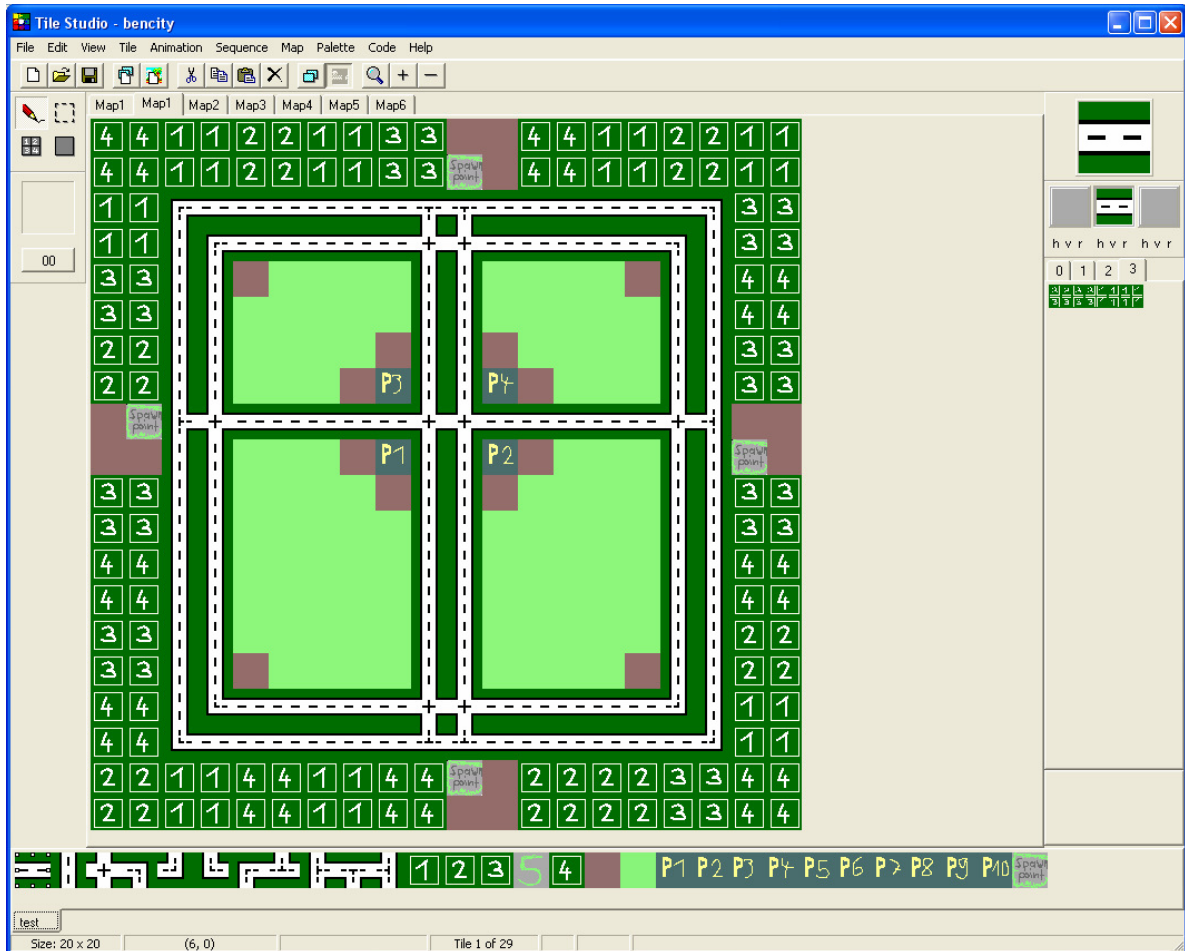 Tile Studio - bencity
File Edit View Tile Animation Sequence Map Palette Code Help
Map1 Map1 Map2 Map3 Map4 Map5 Map6
00
4 4 1 1 2 2 1 1 3 3 4 4 1 1 2 2 1 1
4 4 1 1 2 2 1 1 3 3 Spawn point 4 4 1 1 2 2 1 1
1 1 3 3
1 1 3 3
3 3 4 4
3 3 4 4
2 2 3 3
2 2 P3 P4 3 3
Spawn point
P1 P2 Spawn point
3 3 3 3
3 3 3 3
4 4 4 4
4 4 4 4
3 3 2 2
3 3 2 2
4 4 1 1
4 4 1 1
2 2 1 1 4 4 1 1 4 4 Spawn point 2 2 2 2 3 3 4 4
2 2 1 1 4 4 1 1 4 4 2 2 2 2 3 3 4 4
h v r h v r h v r
0 1 2 3
1 2 3 5 4 P1 P2 P3 P4 P5 P6 P7 P8 P9 P10 Spawn point
test
Size: 20 x 20 (6, 0) Tile 1 of 29